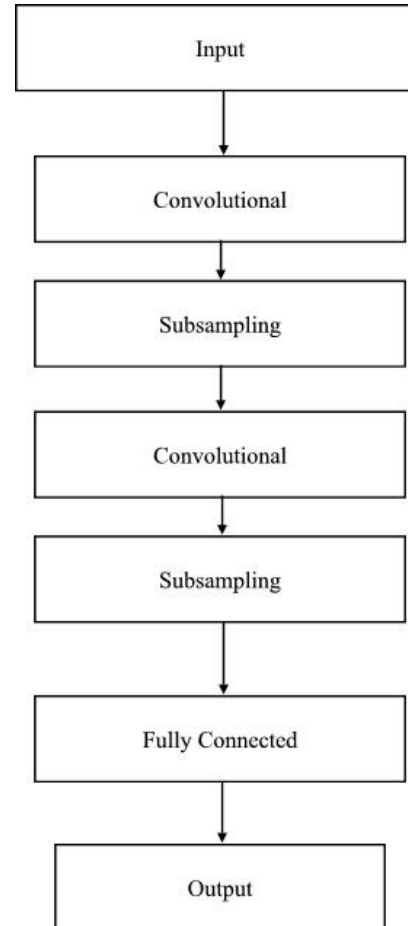 Input
Convolutional
Subsampling
Convolutional
Subsampling
Fully Connected
Output